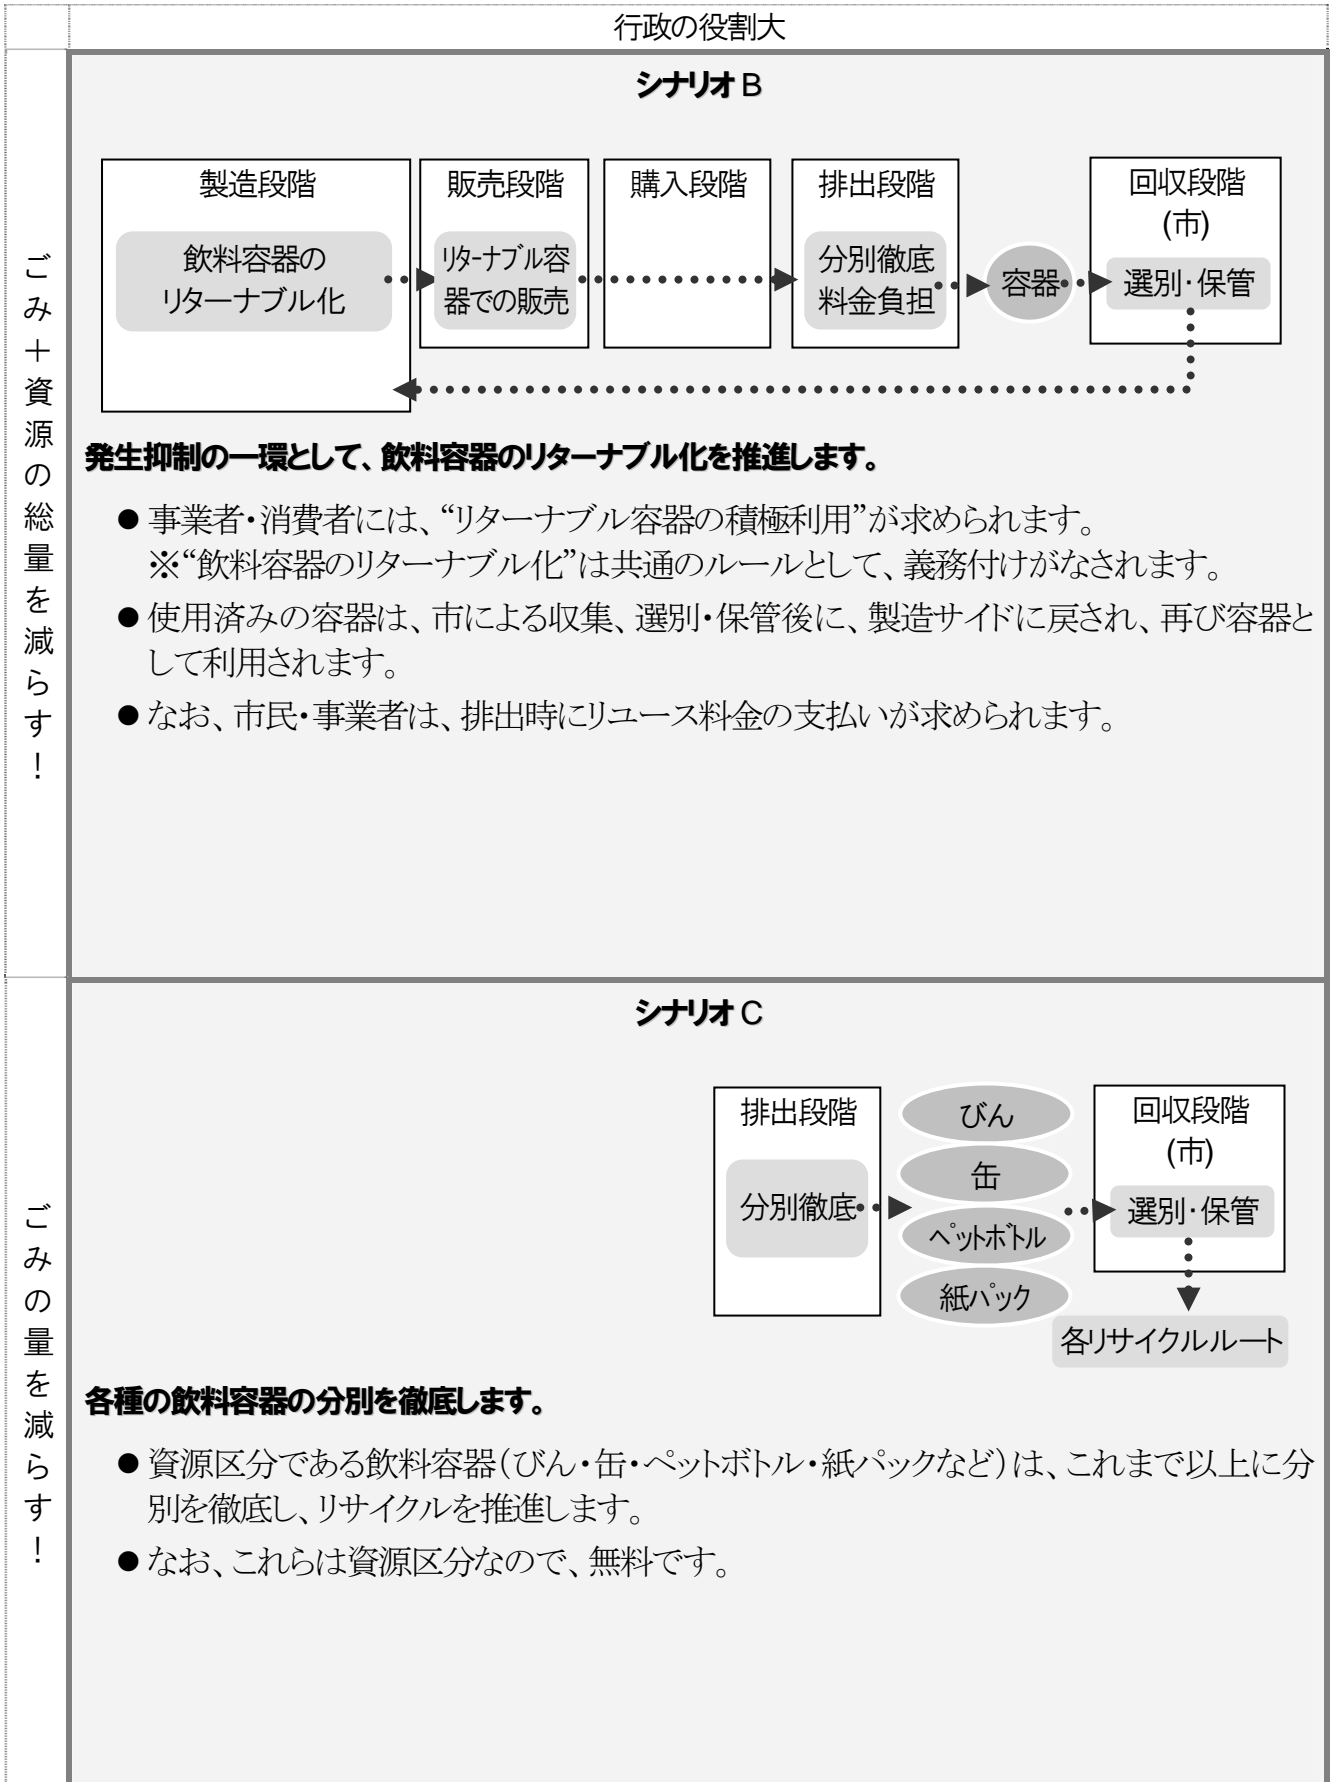 行政の役割大
ごみ＋資源の総量を減らす！
シナリオ B
製造段階
飲料容器の
リターナブル化
販売段階
ﾘﾀｰﾅﾌﾞﾙ容
器での販売
購入段階
排出段階
分別徹底
料金負担
容器
回収段階
(市)
選別･保管
発生抑制の一環として、飲料容器のリターナブル化を推進します。
●事業者・消費者には、“リターナブル容器の積極利用”が求められます。
※“飲料容器のリターナブル化”は共通のルールとして、義務付けがなされます。
●使用済みの容器は、市による収集、選別・保管後に、製造サイドに戻され、再び容器と
して利用されます。
●なお、市民・事業者は、排出時にリユース料金の支払いが求められます。
ごみの量を減らす！
シナリオ C
排出段階
分別徹底
びん
缶
ﾍﾟｯﾄﾎﾞﾄﾙ
紙ﾊﾟｯｸ
回収段階
(市)
選別･保管
各リサイクルルート
各種の飲料容器の分別を徹底します。
●資源区分である飲料容器（びん・缶・ペットボトル・紙パックなど）は、これまで以上に分
別を徹底し、リサイクルを推進します。
●なお、これらは資源区分なので、無料です。